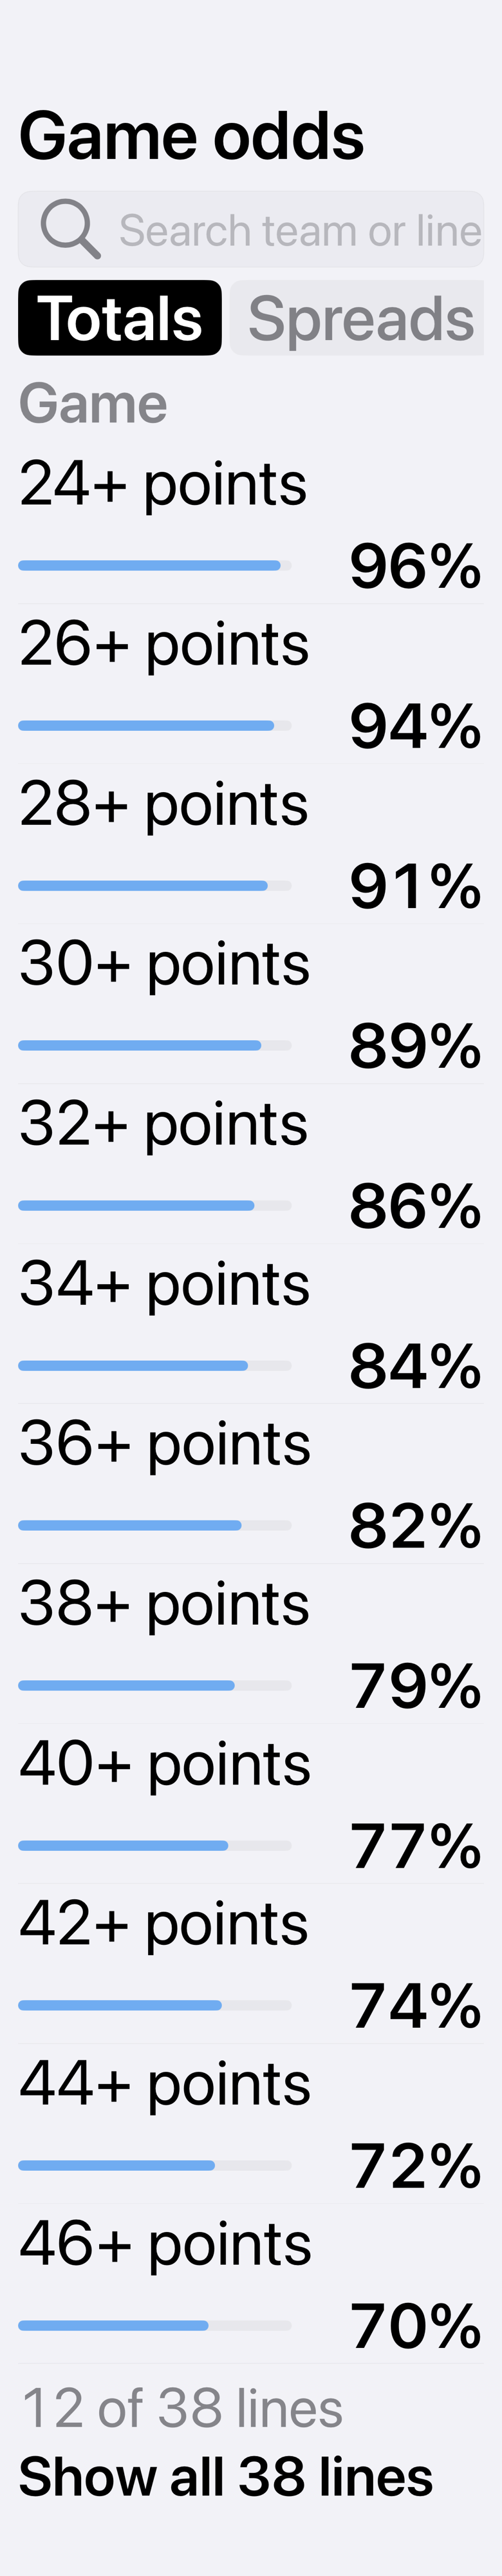 Game odds
Search team or line
Totals Spreads
Game
24+ points
96%
26+ points
94%
28+ points
91%
30+ points
89%
32+ points
86%
34+ points
84%
36+ points
82%
38+ points
79%
40+ points
77%
42+ points
74%
44+ points
72%
46+ points
70%
12 of 38 lines
Show all 38 lines